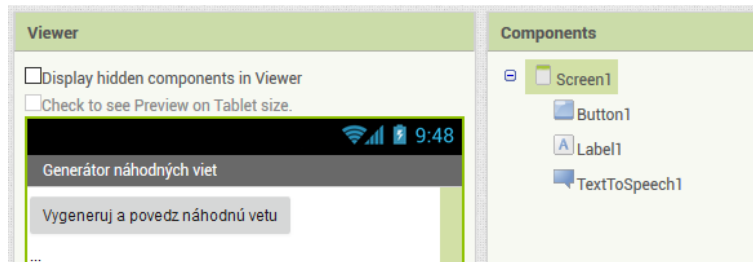 Viewer
Display hidden components in Viewer
Check to see Preview on Tablet size.
9:48
Generátor náhodných viet
Vygeneruj a povedz náhodnú vetu
...
Components
Screen1
Button1
A
Label1
TextToSpeech1